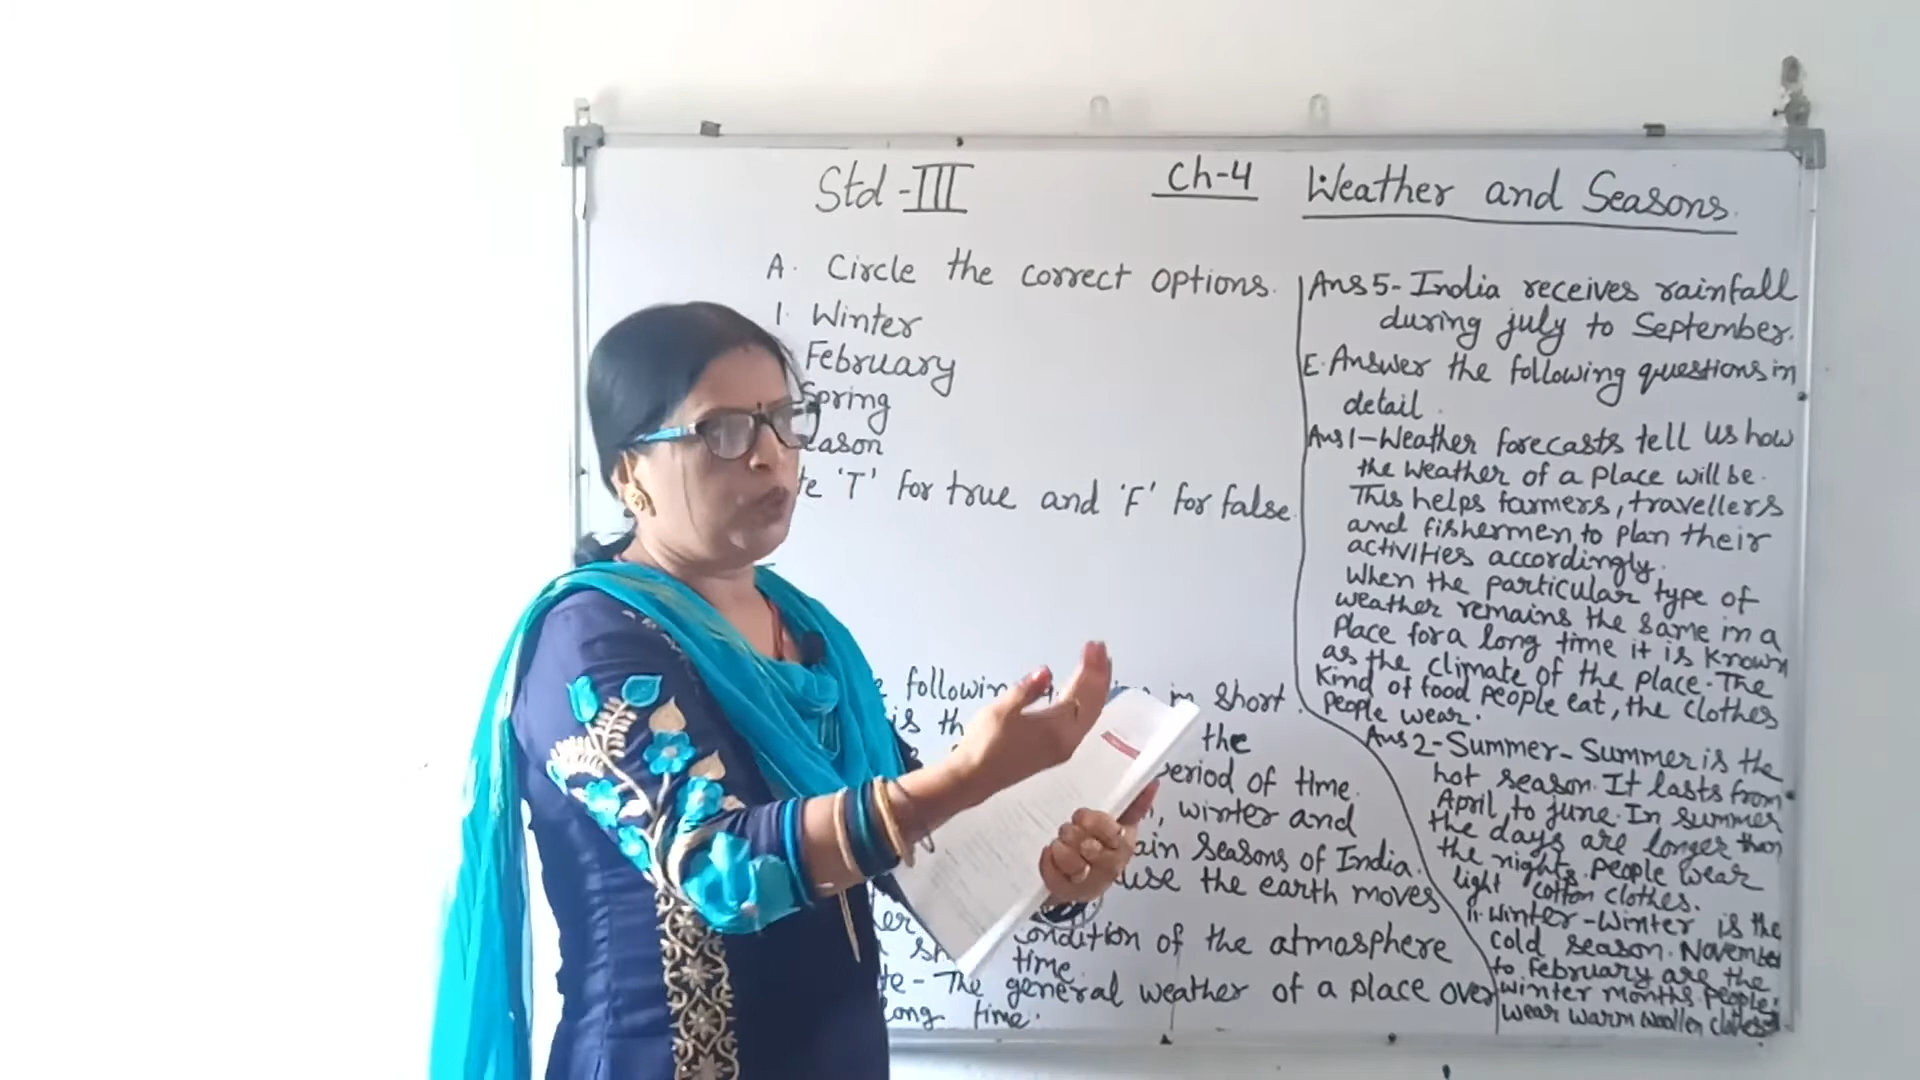 Std-III
Ch-4 Weather and Seasons.
A. Circle the correct options.
1. Winter
February
Spring
'T' for true and 'F' for false.
following in short.
is th
the
period of time.
, winter and
ain Seasons of India.
use the earth moves
condition of the atmosphere
time.
te - The general weather of a place over
long time.
Ans 5- India receives rainfall
during july to September.
E. Answer the following questions in
detail.
Ans 1-Weather forecasts tell us how
the weather of a place will be.
This helps farmers, travellers
and fishermen to plan their
activities accordingly.
When the particular type of
weather remains the same in a
place for a long time it is known
as the climate of the place. The
kind of food people eat, the clothes
people wear.
Ans 2-Summer-Summer is the
hot season. It lasts from
April to june. In summer
the days are longer than
the nights. people wear
light cotton clothes.
ii. Winter-Winter is the
cold season. November
to february are the
winter months. People
wear warm woollen clothes